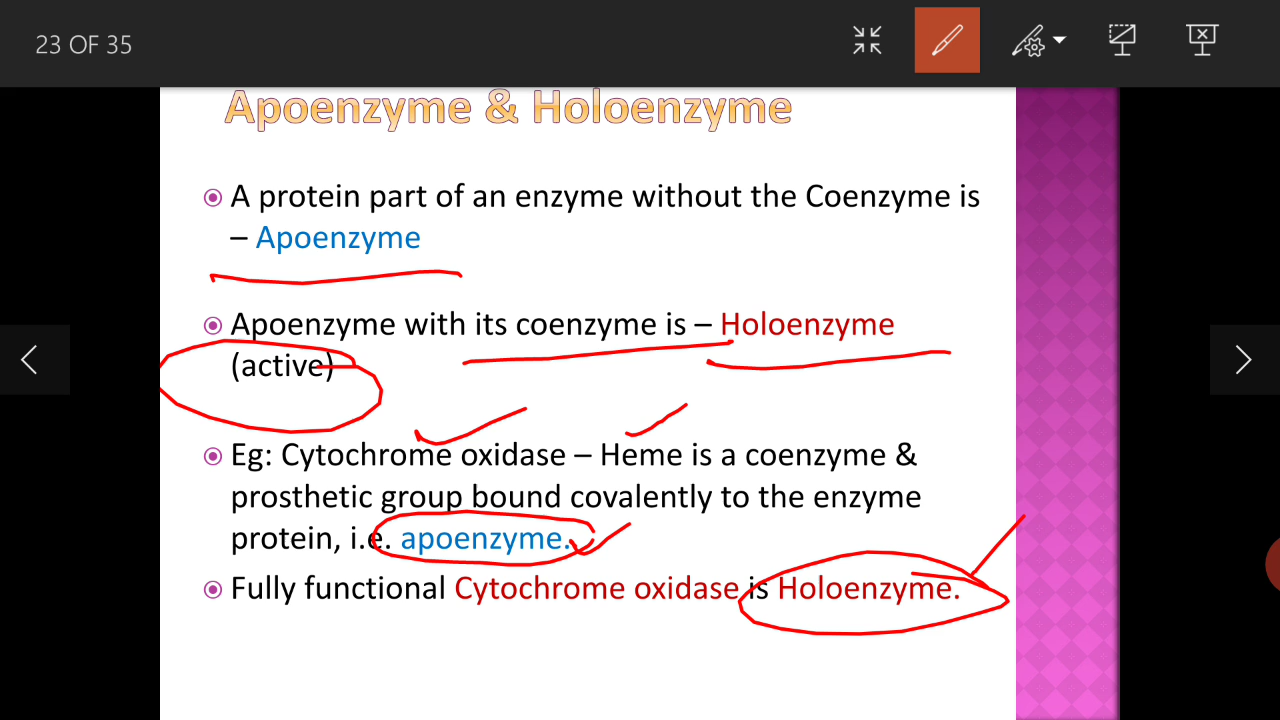 23 OF 35
Apoenzyme & Holoenzyme
A protein part of an enzyme without the Coenzyme is
– Apoenzyme
Apoenzyme with its coenzyme is – Holoenzyme
(active)
Eg: Cytochrome oxidase – Heme is a coenzyme &
prosthetic group bound covalently to the enzyme
protein, i.e. apoenzyme.
Fully functional Cytochrome oxidase is Holoenzyme.